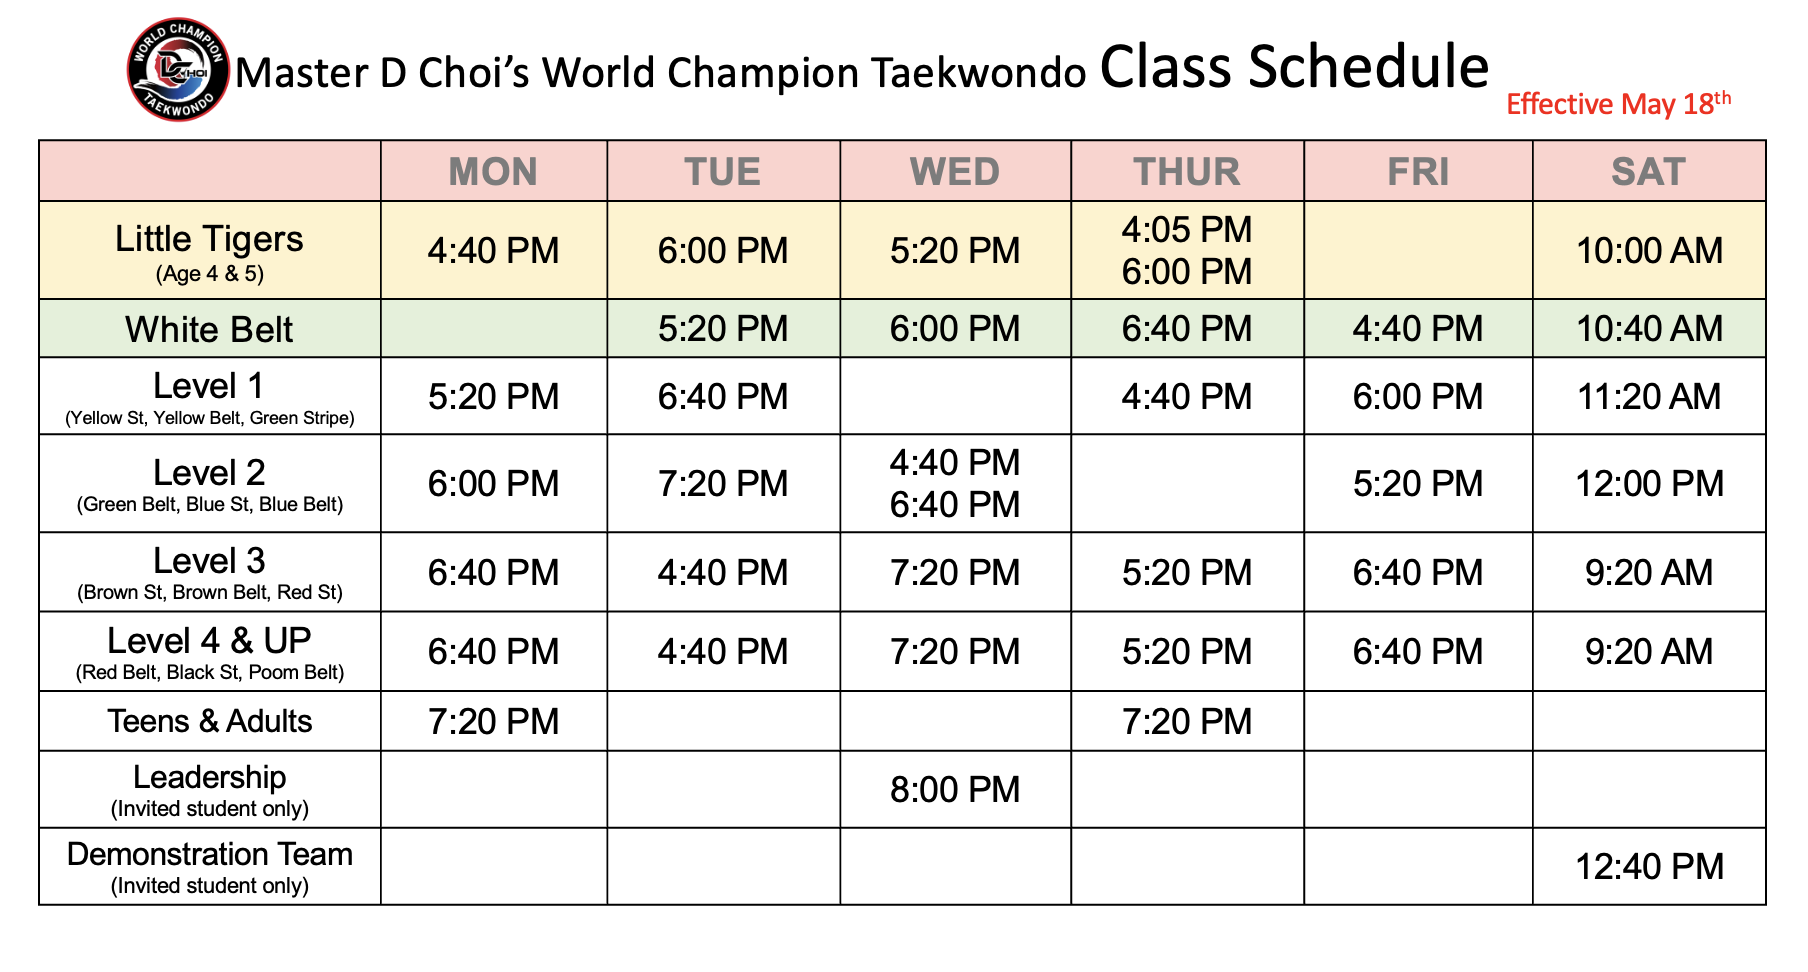 WORLD CHAMPION
DC CHOI
TAEKWONDO
Master D Choi’s World Champion Taekwondo Class Schedule
Effective May 18th
MON TUE WED THUR FRI SAT
Little Tigers
(Age 4 & 5)
4:40 PM 6:00 PM 5:20 PM 4:05 PM
6:00 PM
10:00 AM
White Belt 5:20 PM 6:00 PM 6:40 PM 4:40 PM 10:40 AM
Level 1
(Yellow St, Yellow Belt, Green Stripe)
5:20 PM 6:40 PM 4:40 PM 6:00 PM 11:20 AM
Level 2
(Green Belt, Blue St, Blue Belt)
6:00 PM 7:20 PM 4:40 PM
6:40 PM
5:20 PM 12:00 PM
Level 3
(Brown St, Brown Belt, Red St)
6:40 PM 4:40 PM 7:20 PM 5:20 PM 6:40 PM 9:20 AM
Level 4 & UP
(Red Belt, Black St, Poom Belt)
6:40 PM 4:40 PM 7:20 PM 5:20 PM 6:40 PM 9:20 AM
Teens & Adults 7:20 PM 7:20 PM
Leadership
(Invited student only)
8:00 PM
Demonstration Team
(Invited student only)
12:40 PM